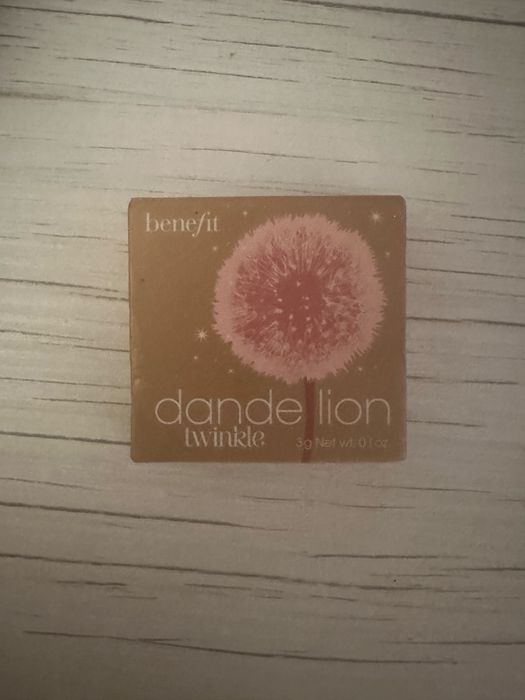 benefit
dandelion
twinkle
3g Net wt. 0.1 oz.